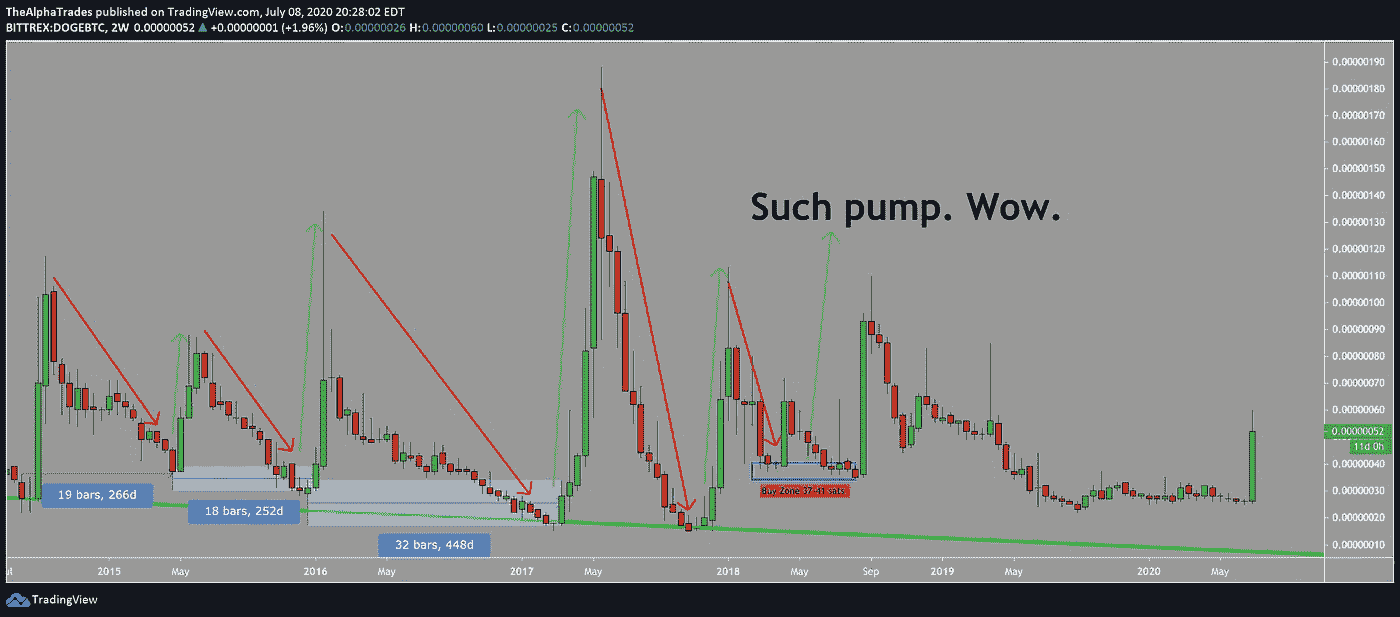 TheAlphaTrades published on TradingView.com, July 08, 2020 20:28:02 EDT
BITTREX:DOGEBTC, 2W 0.00000052 ▲ +0.00000001 (+1.96%) O:0.00000026 H:0.00000060 L:0.00000025 C:0.00000052
0.00000190
0.00000180
0.00000170
0.00000160
0.00000150
Such pump. Wow.
0.00000140
0.00000130
0.00000120
0.00000110
0.00000100
0.00000090
0.00000080
0.00000070
0.00000060
0.00000052
11d 0h
0.00000040
0.00000030
0.00000020
0.00000010
19 bars, 266d
18 bars, 252d
32 bars, 448d
Buy Zone 37-41 sats
2015 May 2016 May 2017 May 2018 May Sep 2019 May 2020 May
TradingView